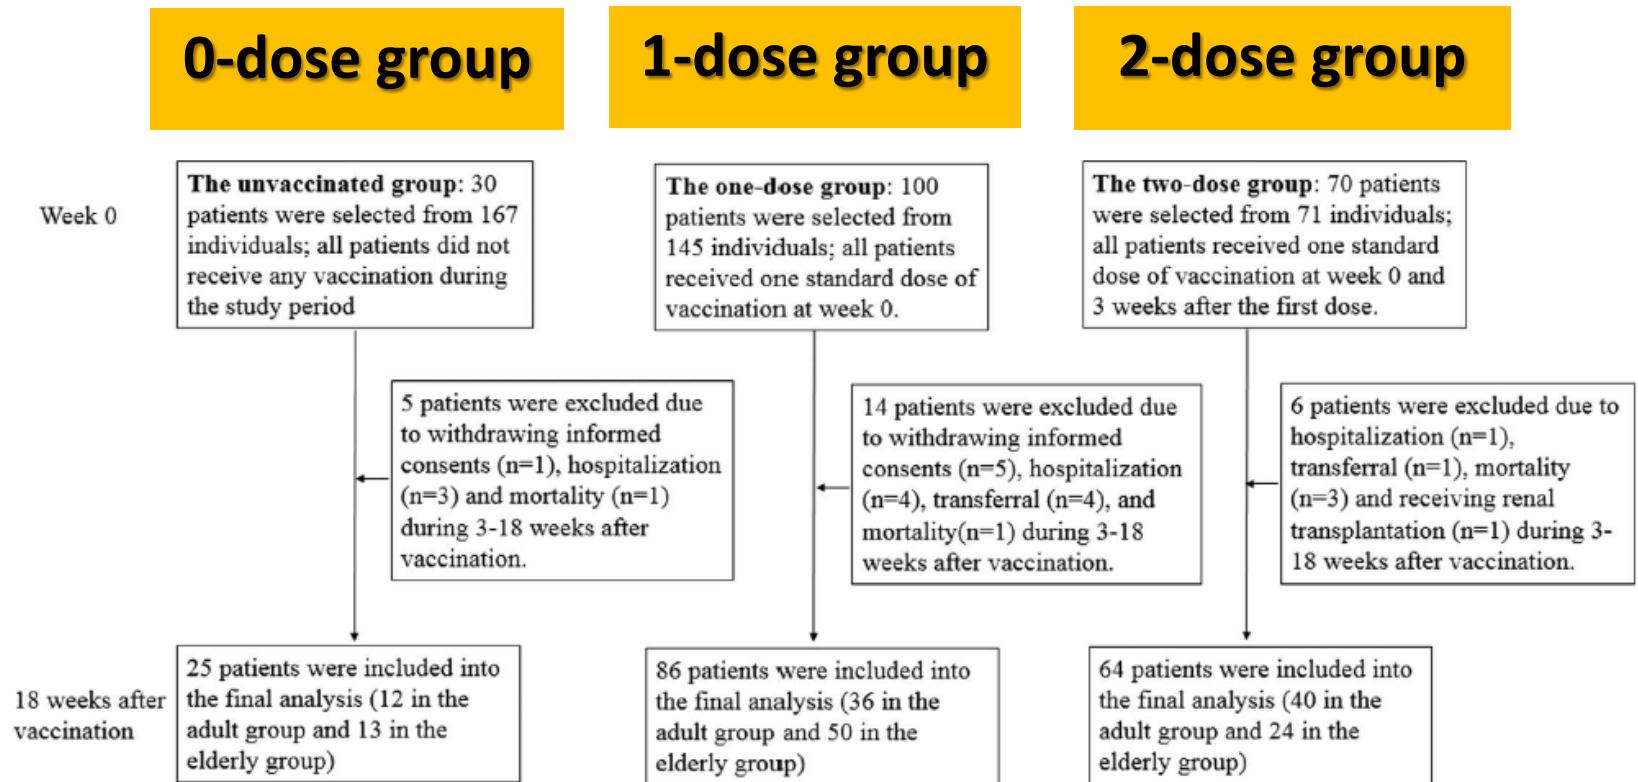 0-dose group
1-dose group
2-dose group
Week 0
The unvaccinated group: 30
patients were selected from 167
individuals; all patients did not
receive any vaccination during
the study period
The one-dose group: 100
patients were selected from
145 individuals; all patients
received one standard dose of
vaccination at week 0.
The two-dose group: 70 patients
were selected from 71 individuals;
all patients received one standard
dose of vaccination at week 0 and
3 weeks after the first dose.
5 patients were excluded due
to withdrawing informed
consents (n=1), hospitalization
(n=3) and mortality (n=1)
during 3-18 weeks after
vaccination.
14 patients were excluded due
to withdrawing informed
consents (n=5), hospitalization
(n=4), transferral (n=4), and
mortality(n=1) during 3-18
weeks after vaccination.
6 patients were excluded due to
hospitalization (n=1),
transferral (n=1), mortality
(n=3) and receiving renal
transplantation (n=1) during 3-
18 weeks after vaccination.
18 weeks after
vaccination
25 patients were included into
the final analysis (12 in the
adult group and 13 in the
elderly group)
86 patients were included into
the final analysis (36 in the
adult group and 50 in the
elderly group)
64 patients were included into
the final analysis (40 in the
adult group and 24 in the
elderly group)